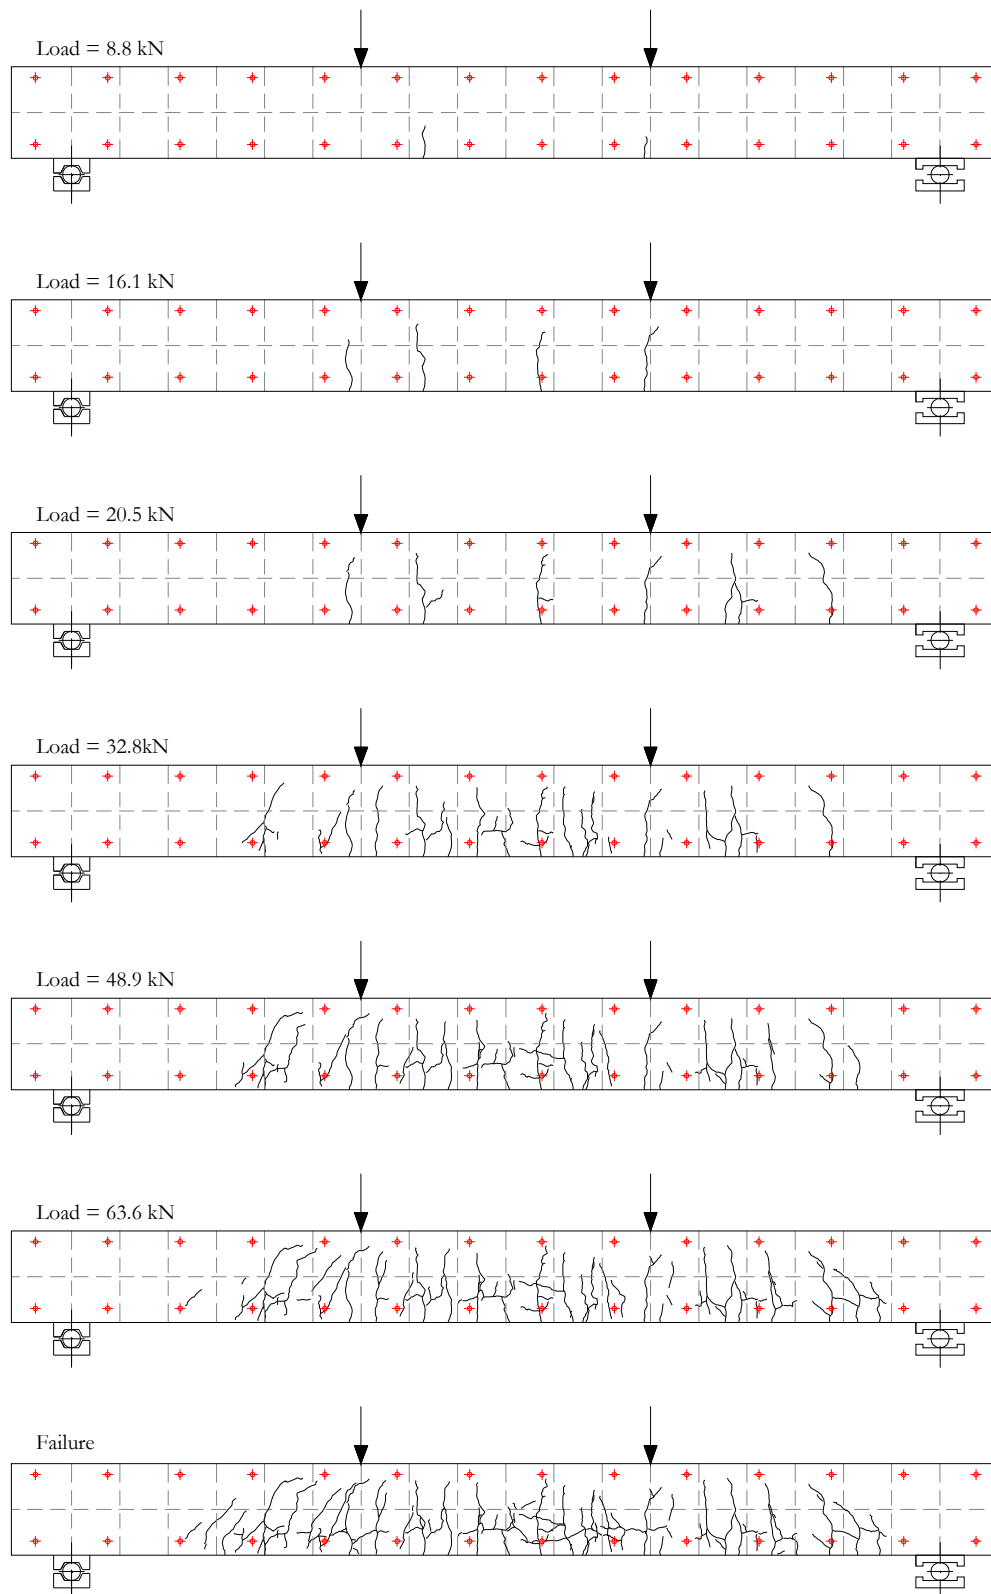 Load = 8.8 kN
Load = 16.1 kN
Load = 20.5 kN
Load = 32.8kN
Load = 48.9 kN
Load = 63.6 kN
Failure